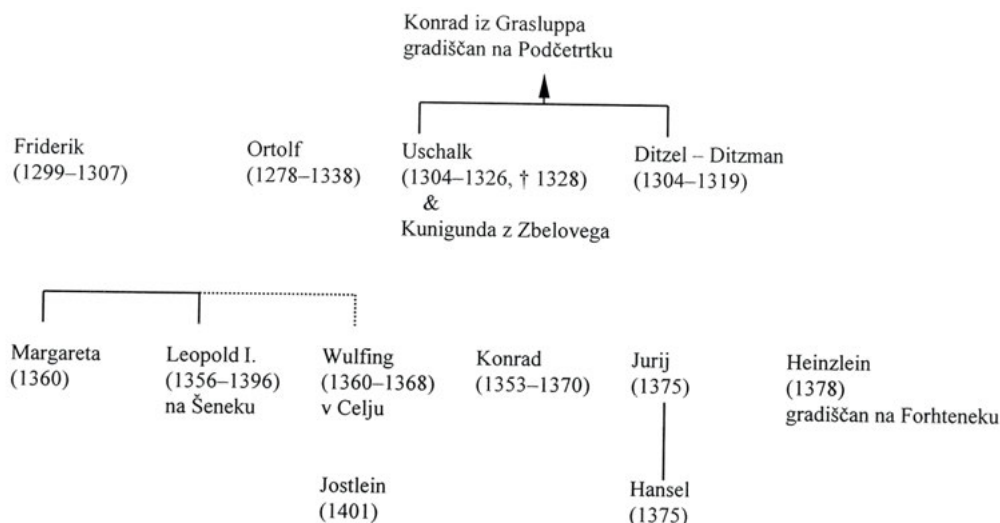 Konrad iz Grasluppa
gradiščan na Podčetrtku
Friderik
(1299–1307)
Ortolf
(1278–1338)
Uschalk
(1304–1326, † 1328)
&
Kunigunda z Zbelovega
Ditzel – Ditzman
(1304–1319)
Margareta
(1360)
Leopold I.
(1356–1396)
na Šeneku
Wulfing
(1360–1368)
v Celju
Konrad
(1353–1370)
Jurij
(1375)
Heinzlein
(1378)
gradiščan na Forhteneku
Jostlein
(1401)
Hansel
(1375)